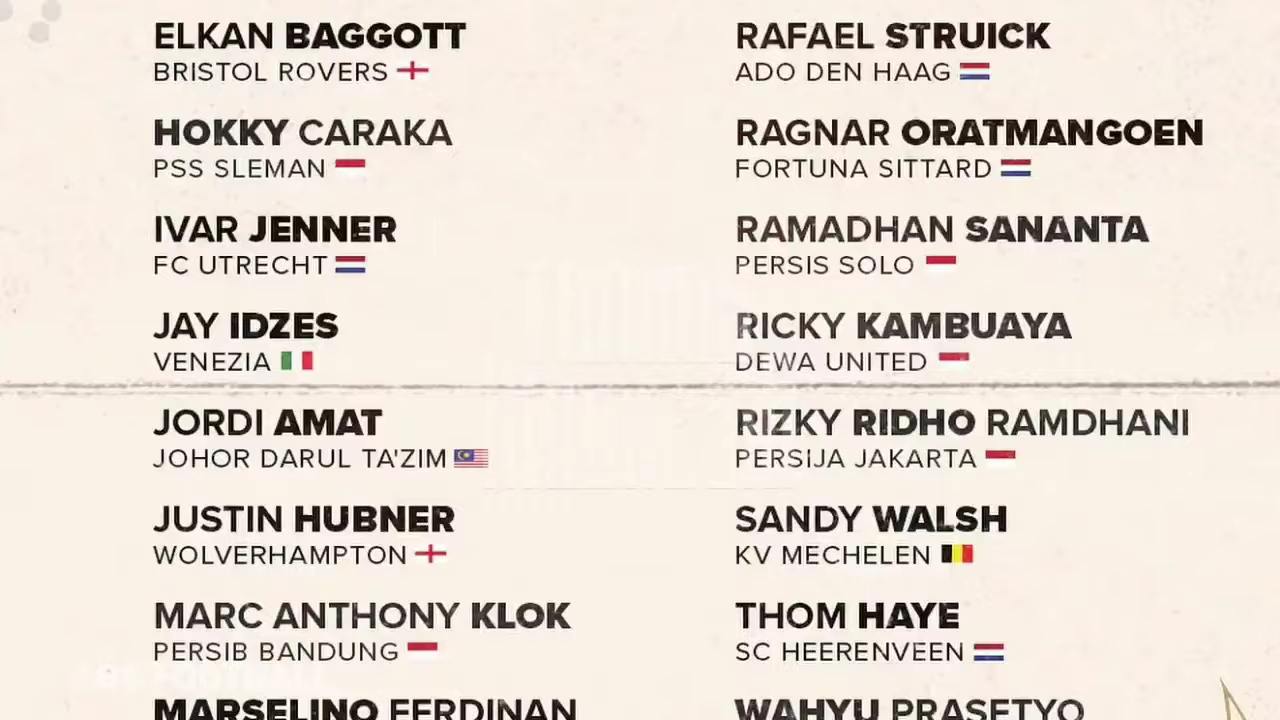 ELKAN BAGGOTT
BRISTOL ROVERS
HOKKY CARAKA
PSS SLEMAN
IVAR JENNER
FC UTRECHT
JAY IDZES
VENEZIA
JORDI AMAT
JOHOR DARUL TA'ZIM
JUSTIN HUBNER
WOLVERHAMPTON
MARC ANTHONY KLOK
PERSIB BANDUNG
MARSELINO FERDINAN
RAFAEL STRUICK
ADO DEN HAAG
RAGNAR ORATMANGOEN
FORTUNA SITTARD
RAMADHAN SANANTA
PERSIS SOLO
RICKY KAMBUAYA
DEWA UNITED
RIZKY RIDHO RAMDHANI
PERSIJA JAKARTA
SANDY WALSH
KV MECHELEN
THOM HAYE
SC HEERENVEEN
WAHYU PRASETYO